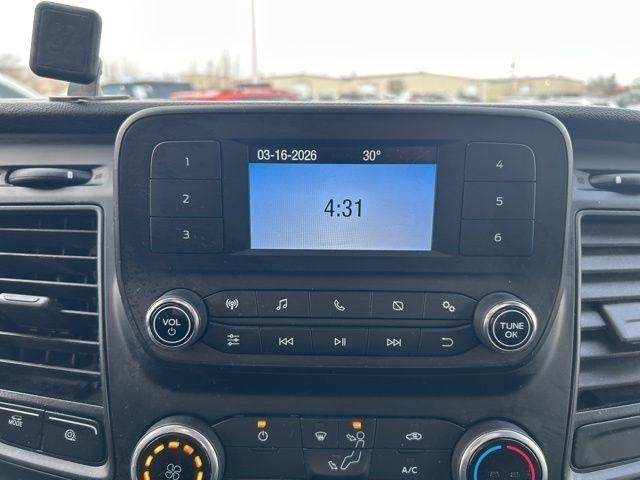 03-16-2026 30°
4:31
1
2
3
4
5
6
VOL
TUNE
OK
MODE
A/C